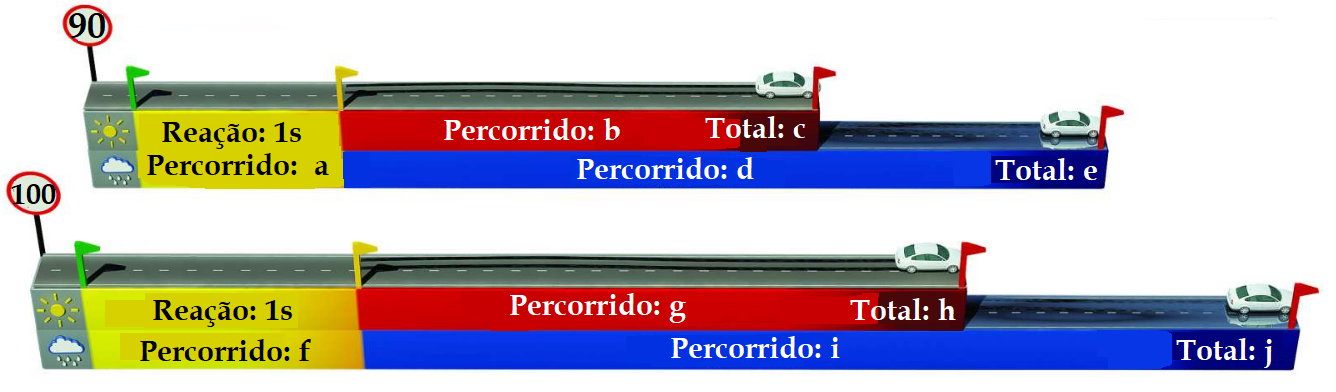 90
Reação: 1s
Percorrido: b
Total: c
Percorrido: a
Percorrido: d
Total: e
100
Reação: 1s
Percorrido: g
Total: h
Percorrido: f
Percorrido: i
Total: j